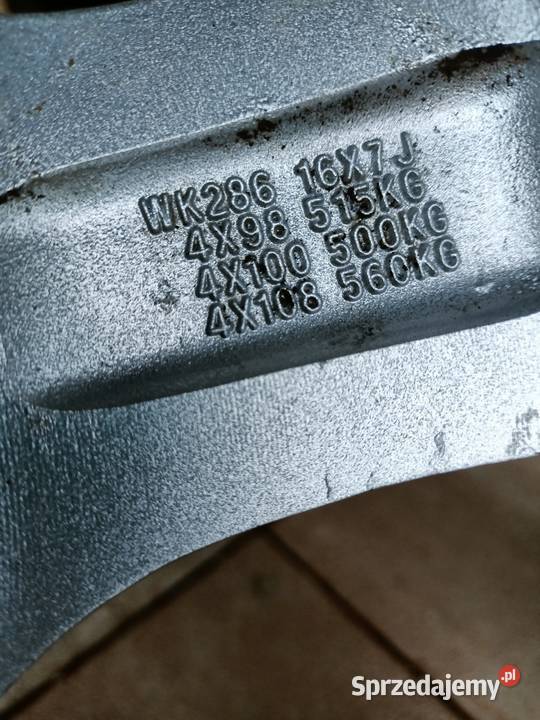 WK286 16X7J
4X98 515KG
4X100 500KG
4X108 560KG
Sprzedajemy.pl